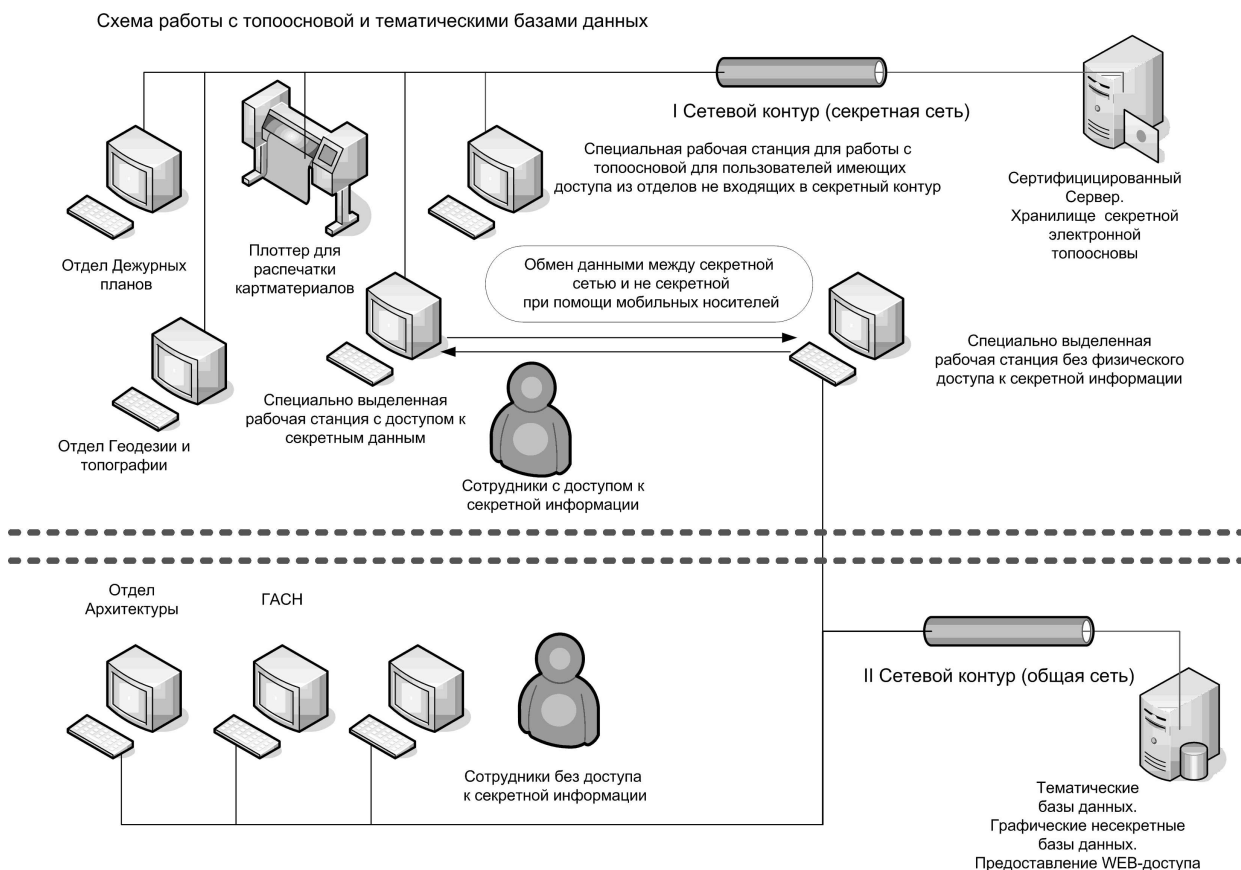 Схема работы с топоосновой и тематическими базами данных
I Сетевой контур (секретная сеть)
Специальная рабочая станция для работы с
топоосновой для пользователей имеющих
доступа из отделов не входящих в секретный контур
Сертифицицированный
Сервер.
Хранилище секретной
электронной
топоосновы
Отдел Дежурных
планов
Плоттер для
распечатки
картматериалов
Обмен данными между секретной
сетью и не секретной
при помощи мобильных носителей
Специально выделенная
рабочая станция без физического
доступа к секретной информации
Специально выделенная
рабочая станция с доступом к
секретным данным
Отдел Геодезии и
топографии
Сотрудники с доступом к
секретной информации
Отдел
Архитектуры
ГАСН
II Сетевой контур (общая сеть)
Сотрудники без доступа
к секретной информации
Тематические
базы данных.
Графические несекретные
базы данных.
Предоставление WEB-доступа